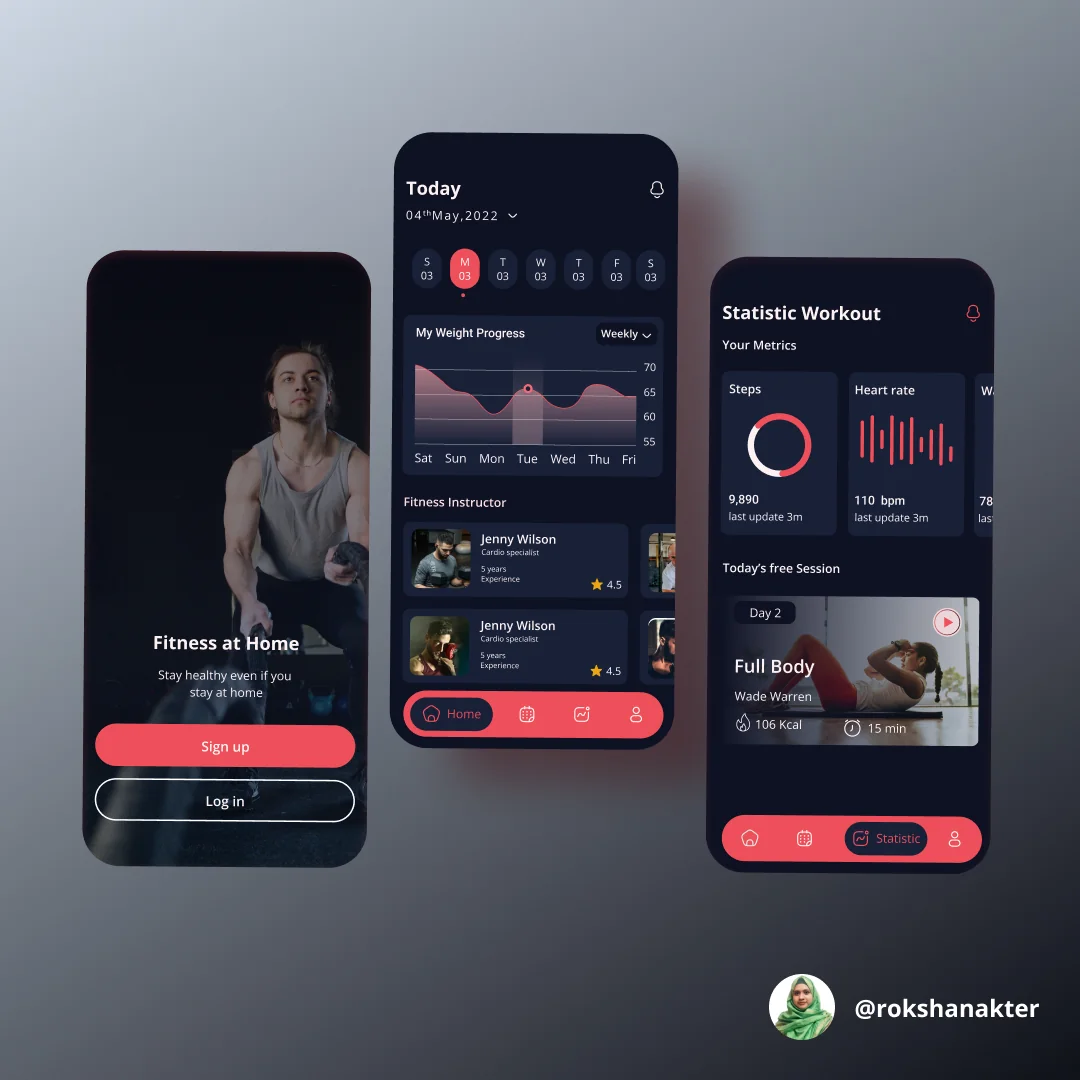 Fitness at Home
Stay healthy even if you
stay at home
Sign up
Log in
Today
04ᵗʰMay,2022
S M T W T F S
03 03 03 03 03 03 03
My Weight Progress
Weekly
70
65
60
55
Sat Sun Mon Tue Wed Thu Fri
Fitness Instructor
Jenny Wilson
Cardio specialist
5 years
Experience
4.5
Jenny Wilson
Cardio specialist
5 years
Experience
4.5
Home
Statistic Workout
Your Metrics
Steps
9,890
last update 3m
Heart rate
110 bpm
last update 3m
W
78
las
Today's free Session
Day 2
Full Body
Wade Warren
106 Kcal
15 min
Statistic
@rokshanakter